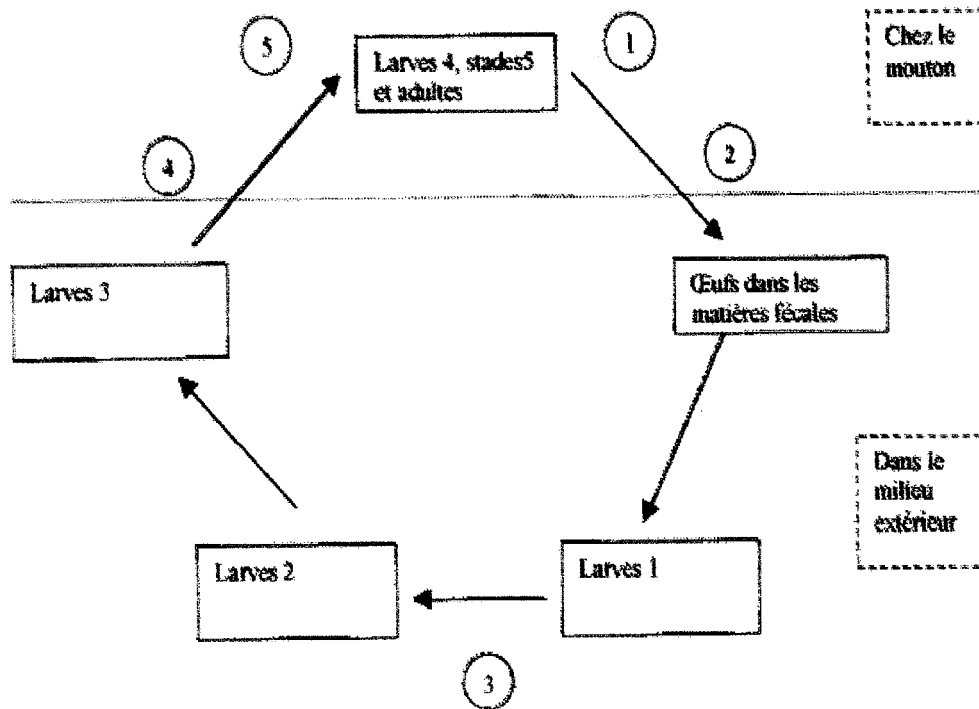 5
1
Larves 4, stades5
et adultes
Chez le
mouton
4
2
Larves 3
Œufs dans les
matières fécales
Dans le
milieu
extérieur
Larves 2
Larves 1
3